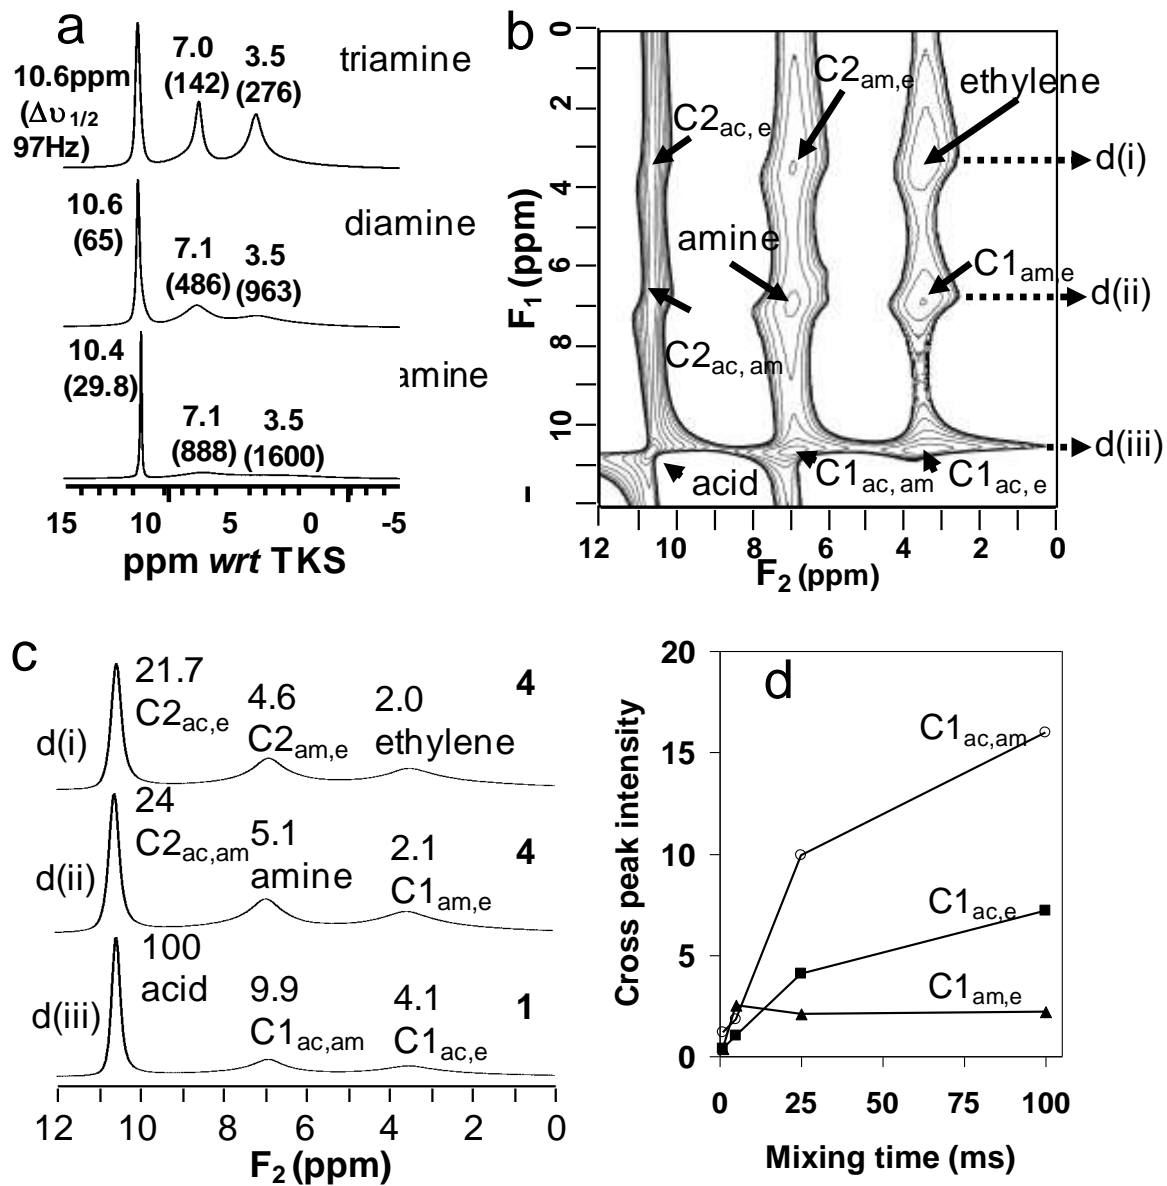 a
triamine
10.6ppm
(Δυ1/2
97Hz)
7.0
(142)
3.5
(276)
diamine
10.6
(65)
7.1
(486)
3.5
(963)
amine
10.4
(29.8)
7.1
(888)
3.5
(1600)
15 10 5 0 -5
ppm wrt TKS
b
C2am,e
ethylene
C2ac, e
d(i)
amine
C1am,e
d(ii)
C2ac, am
d(iii)
acid
C1ac, am
C1ac, e
0
2
4
6
8
10
F1 (ppm)
12 10 8 6 4 2 0
F2 (ppm)
c
d(i)
21.7
C2ac,e
4.6
C2am,e
2.0
ethylene
4
d(ii)
24
C2ac,am
5.1
amine
2.1
C1am,e
4
d(iii)
100
acid
9.9
C1ac,am
4.1
C1ac,e
1
12 10 8 6 4 2 0
F2 (ppm)
d
20
15
10
5
0
Cross peak intensity
C1ac,am
C1ac,e
C1am,e
0 25 50 75 100
Mixing time (ms)